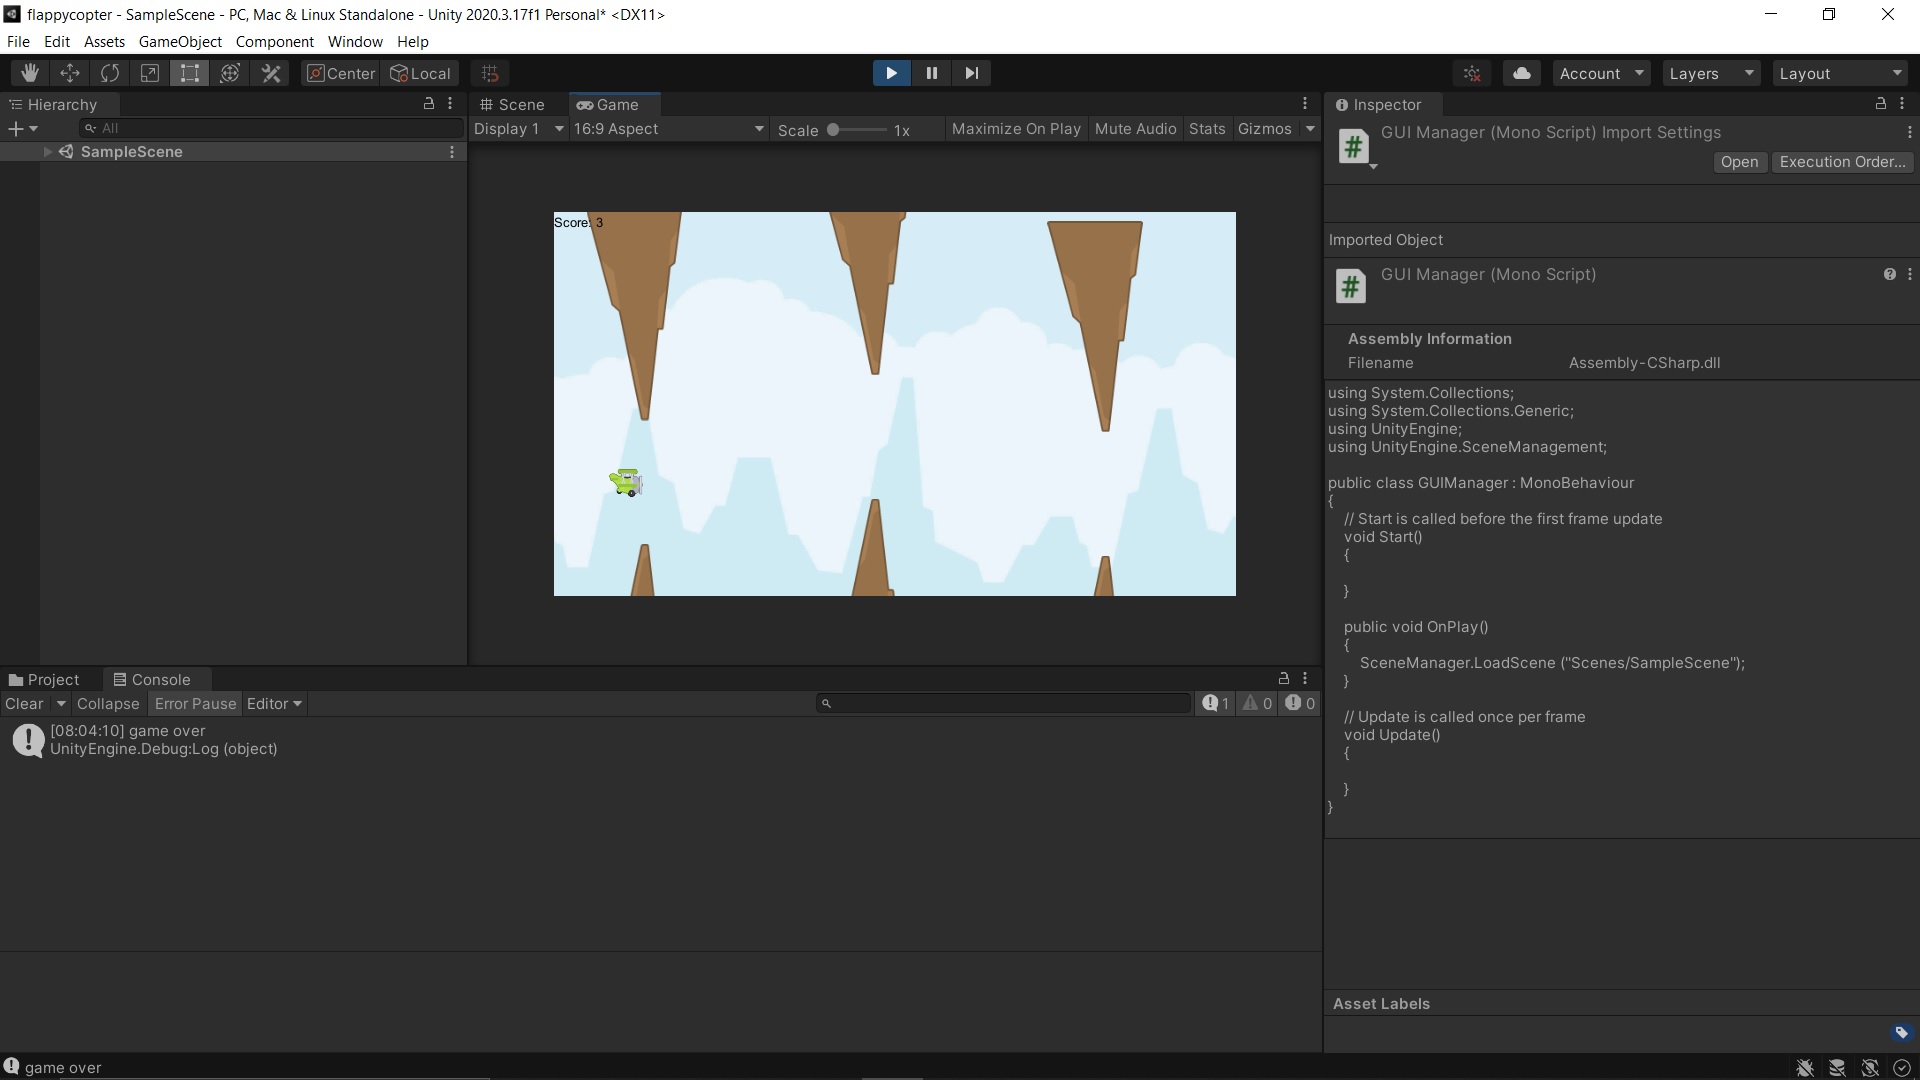 flappycopter - SampleScene - PC, Mac & Linux Standalone - Unity 2020.3.17f1 Personal* <DX11>
File Edit Assets GameObject Component Window Help
Center Local Account Layers Layout
Hierarchy
All
SampleScene
Scene Game
Display 1 16:9 Aspect Scale 1x Maximize On Play Mute Audio Stats Gizmos
Score: 3
Project Console
Clear Collapse Error Pause Editor 1 0 0
[08:04:10] game over
UnityEngine.Debug:Log (object)
Inspector
GUI Manager (Mono Script) Import Settings
Open Execution Order...
Imported Object
GUI Manager (Mono Script)
Assembly Information
Filename Assembly-CSharp.dll
using System.Collections;
using System.Collections.Generic;
using UnityEngine;
using UnityEngine.SceneManagement;
public class GUIManager : MonoBehaviour
{
// Start is called before the first frame update
void Start()
{
}
public void OnPlay()
{
SceneManager.LoadScene ("Scenes/SampleScene");
}
// Update is called once per frame
void Update()
{
}
}
Asset Labels
game over